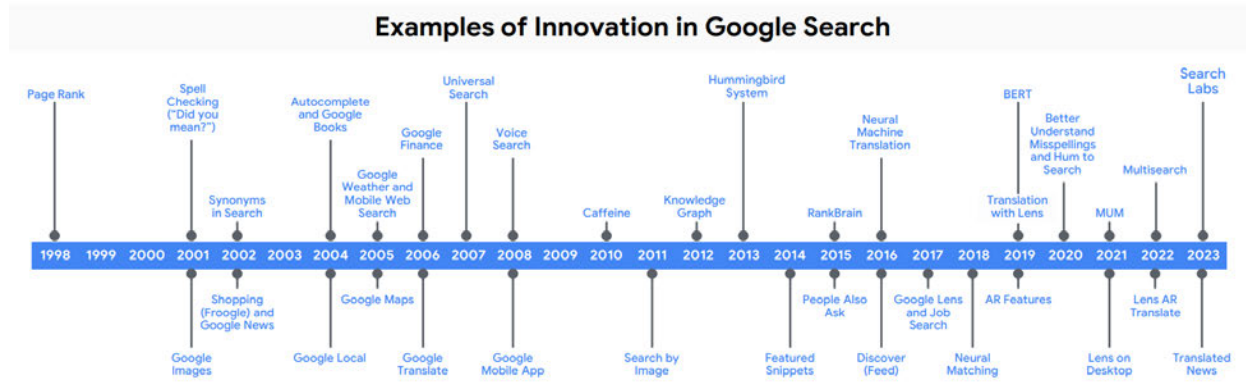 Examples of Innovation in Google Search
Page Rank
Spell
Checking
("Did you
mean?")
Synonyms
in Search
Autocomplete
and Google
Books
Google
Weather and
Mobile Web
Search
Google
Finance
Universal
Search
Voice
Search
Caffeine
Knowledge
Graph
Hummingbird
System
RankBrain
Neural
Machine
Translation
BERT
Translation
with Lens
Better
Understand
Misspellings
and Hum to
Search
MUM
Multisearch
Search
Labs
1998 1999 2000 2001 2002 2003 2004 2005 2006 2007 2008 2009 2010 2011 2012 2013 2014 2015 2016 2017 2018 2019 2020 2021 2022 2023
Google
Images
Shopping
(Froogle) and
Google News
Google Local
Google Maps
Google
Translate
Google
Mobile App
Search by
Image
Featured
Snippets
People Also
Ask
Discover
(Feed)
Google Lens
and Job
Search
Neural
Matching
AR Features
Lens on
Desktop
Lens AR
Translate
Translated
News